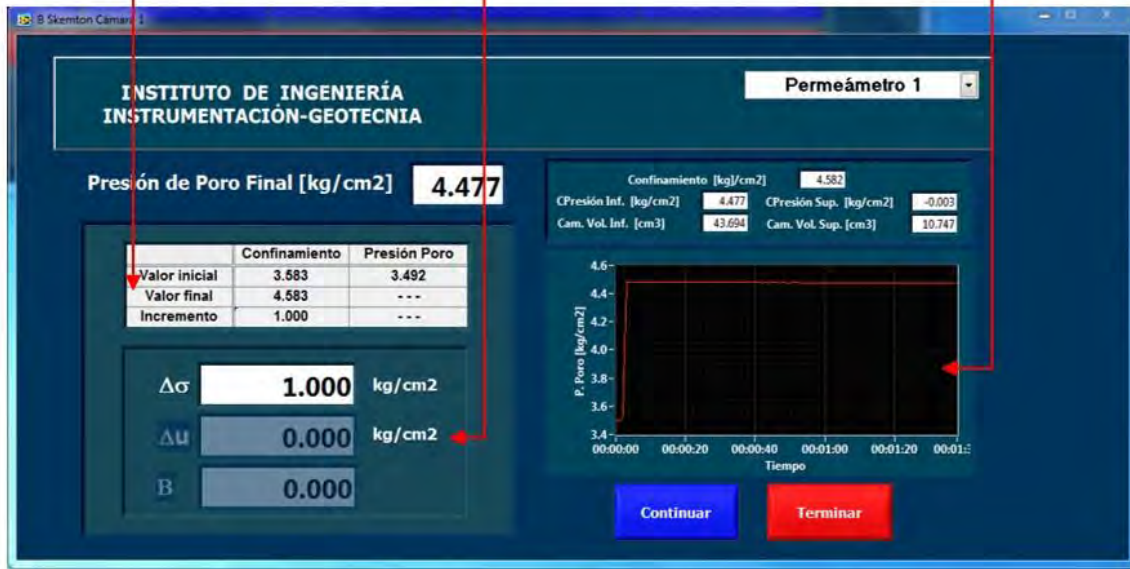 B Skemton Camara 1
INSTITUTO DE INGENIERÍA
INSTRUMENTACIÓN-GEOTECNIA
Permeámetro 1
Presión de Poro Final [kg/cm2] 4.477
Confinamiento [kg]/cm2] 4.582
CPresión Inf. [kg/cm2] 4.477 CPresión Sup. [kg/cm2] -0.003
Cam. Vol. Inf. [cm3] 43.694 Cam. Vol. Sup. [cm3] 10.747
Confinamiento Presión Poro
Valor inicial 3.583 3.492
Valor final 4.583 ---
Incremento 1.000 ---
Δσ 1.000 kg/cm2
Δu 0.000 kg/cm2
B 0.000
P. Poro [kg/cm2]
4.6
4.4
4.2
4.0
3.8
3.6
3.4
00:00:00 00:00:20 00:00:40 00:01:00 00:01:20
Tiempo
Continuar Terminar